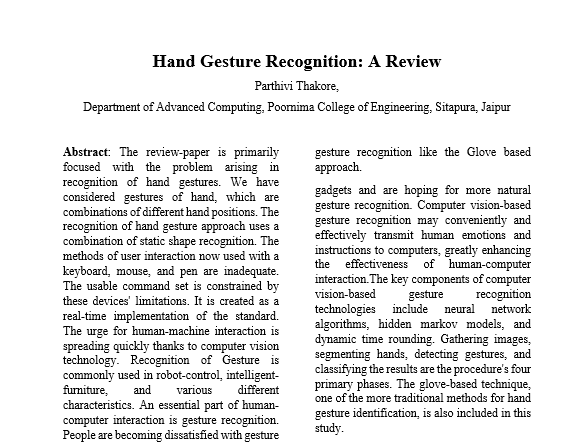 Hand Gesture Recognition: A Review
Parthivi Thakore,
Department of Advanced Computing, Poornima College of Engineering, Sitapura, Jaipur
Abstract: The review-paper is primarily
focused with the problem arising in
recognition of hand gestures. We have
considered gestures of hand, which are
combinations of different hand positions. The
recognition of hand gesture approach uses a
combination of static shape recognition. The
methods of user interaction now used with a
keyboard, mouse, and pen are inadequate.
The usable command set is constrained by
these devices' limitations. It is created as a
real-time implementation of the standard.
The urge for human-machine interaction is
spreading quickly thanks to computer vision
technology. Recognition of Gesture is
commonly used in robot-control, intelligent-
furniture, and various different
characteristics. An essential part of human-
computer interaction is gesture recognition.
People are becoming dissatisfied with gesture
gesture recognition like the Glove based
approach.
gadgets and are hoping for more natural
gesture recognition. Computer vision-based
gesture recognition may conveniently and
effectively transmit human emotions and
instructions to computers, greatly enhancing
the effectiveness of human-computer
interaction.The key components of computer
vision-based gesture recognition
technologies include neural network
algorithms, hidden markov models, and
dynamic time rounding. Gathering images,
segmenting hands, detecting gestures, and
classifying the results are the procedure's four
primary phases. The glove-based technique,
one of the more traditional methods for hand
gesture identification, is also included in this
study.